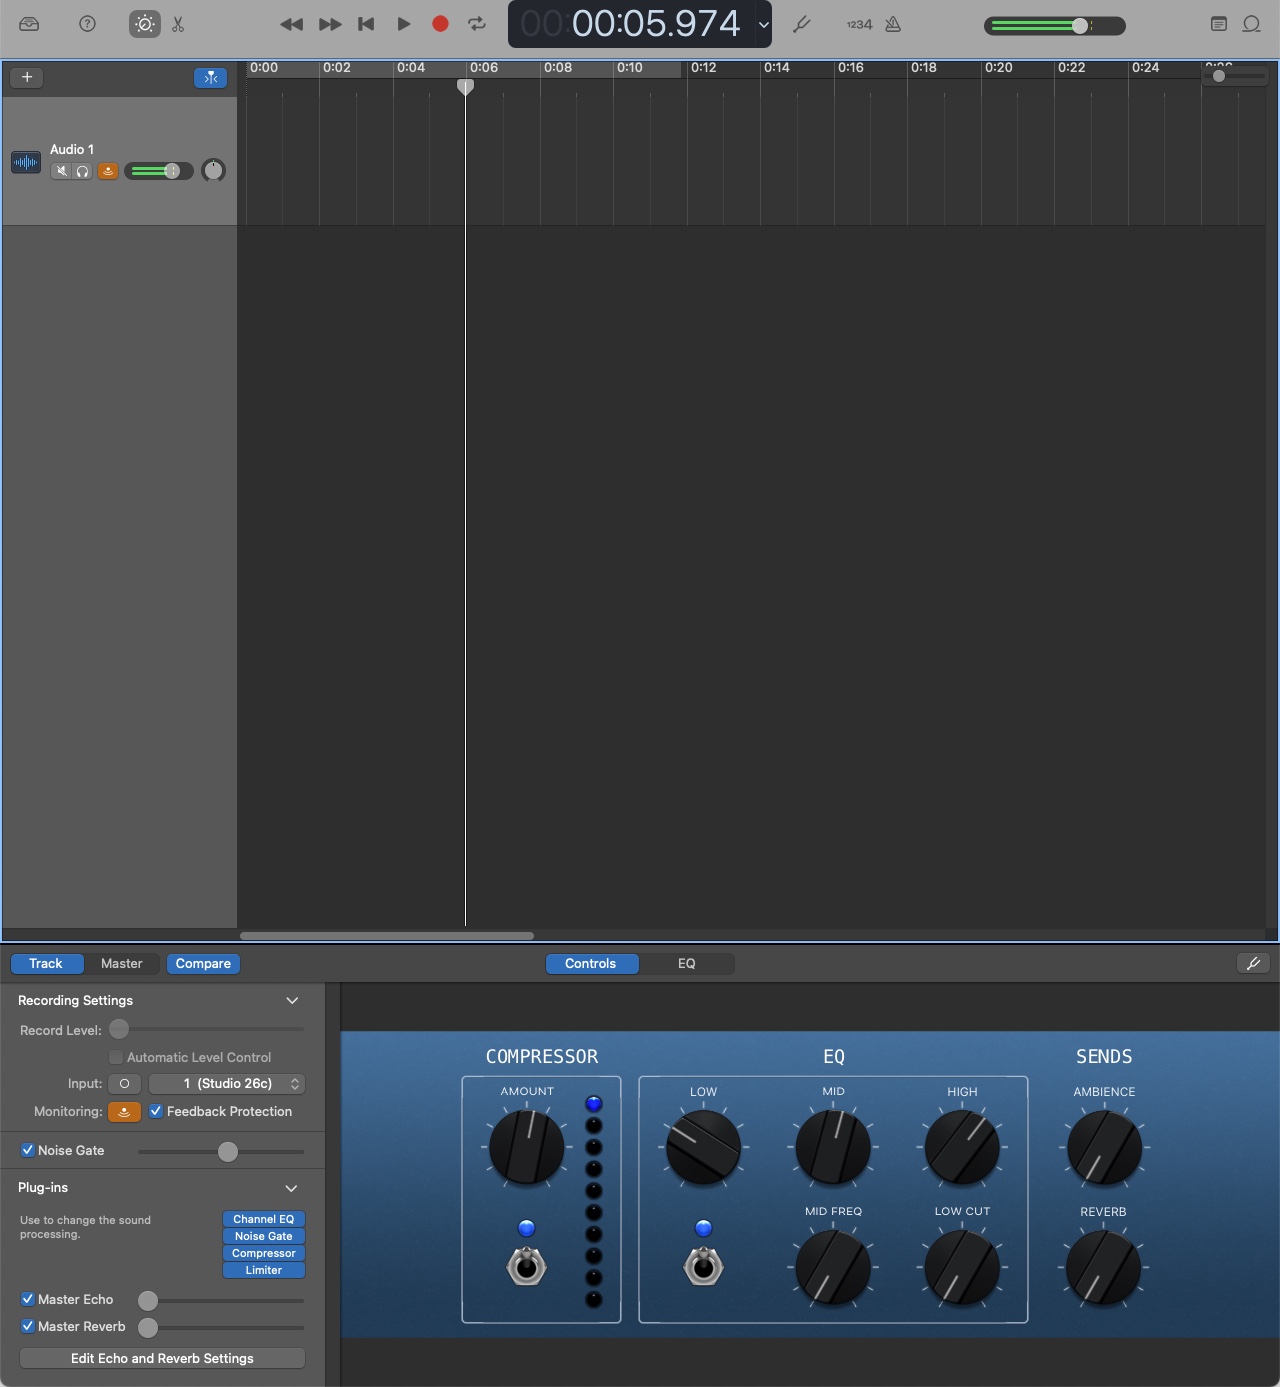 00:00:05.974
1234
0:00 0:02 0:04 0:06 0:08 0:10 0:12 0:14 0:16 0:18 0:20 0:22 0:24
Audio 1
Track Master Compare
Controls EQ
Recording Settings
Record Level:
Automatic Level Control
Input: 1 (Studio 26c)
Monitoring: Feedback Protection
Noise Gate
Plug-ins
Use to change the sound
processing.
Channel EQ
Noise Gate
Compressor
Limiter
Master Echo
Master Reverb
Edit Echo and Reverb Settings
COMPRESSOR EQ SENDS
AMOUNT LOW MID HIGH AMBIENCE
MID FREQ LOW CUT REVERB